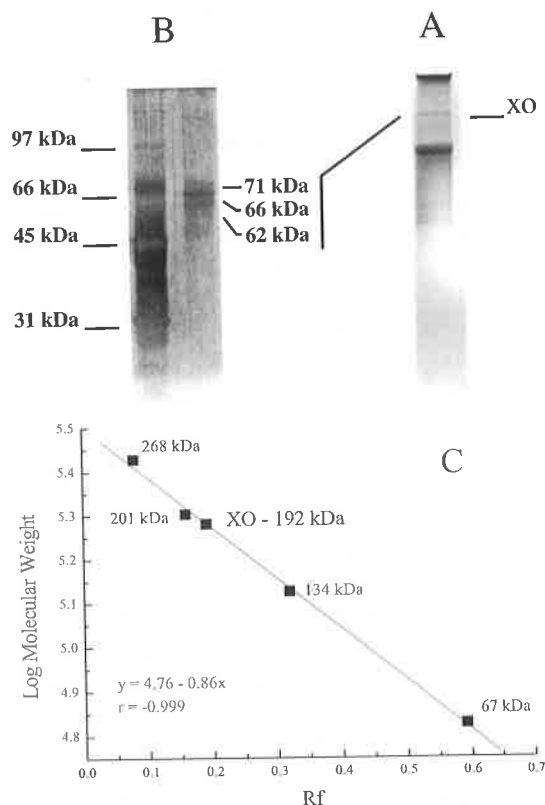 B
A
XO
97 kDa
66 kDa
45 kDa
31 kDa
71 kDa
66 kDa
62 kDa
C
Log Molecular Weight
5.5
5.4
5.3
5.2
5.1
5.0
4.9
4.8
268 kDa
201 kDa
XO - 192 kDa
134 kDa
67 kDa
y = 4.76 - 0.86x
r = -0.999
0.0 0.1 0.2 0.3 0.4 0.5 0.6 0.7
Rf